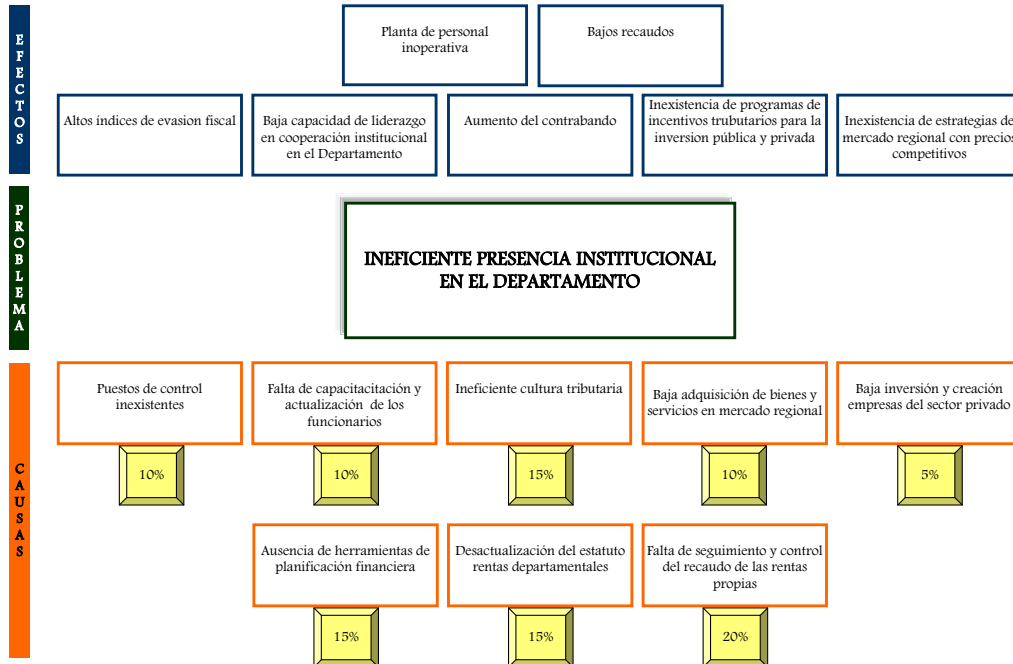 EFECTOS
Planta de personal
inoperativa
Bajos recaudos
Altos índices de evasion fiscal
Baja capacidad de liderazgo
en cooperación institucional
en el Departamento
Aumento del contrabando
Inexistencia de programas de
incentivos trubutarios para la
inversion pública y privada
Inexistencia de estrategias de
mercado regional con precios
competitivos
PROBLEMA
INEFICIENTE PRESENCIA INSTITUCIONAL
EN EL DEPARTAMENTO
CAUSAS
Puestos de control
inexistentes
Falta de capacitacitación y
actualización de los
funcionarios
Ineficiente cultura tributaria
Baja adquisición de bienes y
servicios en mercado regional
Baja inversión y creación
empresas del sector privado
10%
10%
15%
10%
5%
Ausencia de herramientas de
planificación financiera
Desactualización del estatuto
rentas departamentales
Falta de seguimiento y control
del recaudo de las rentas
propias
15%
15%
20%